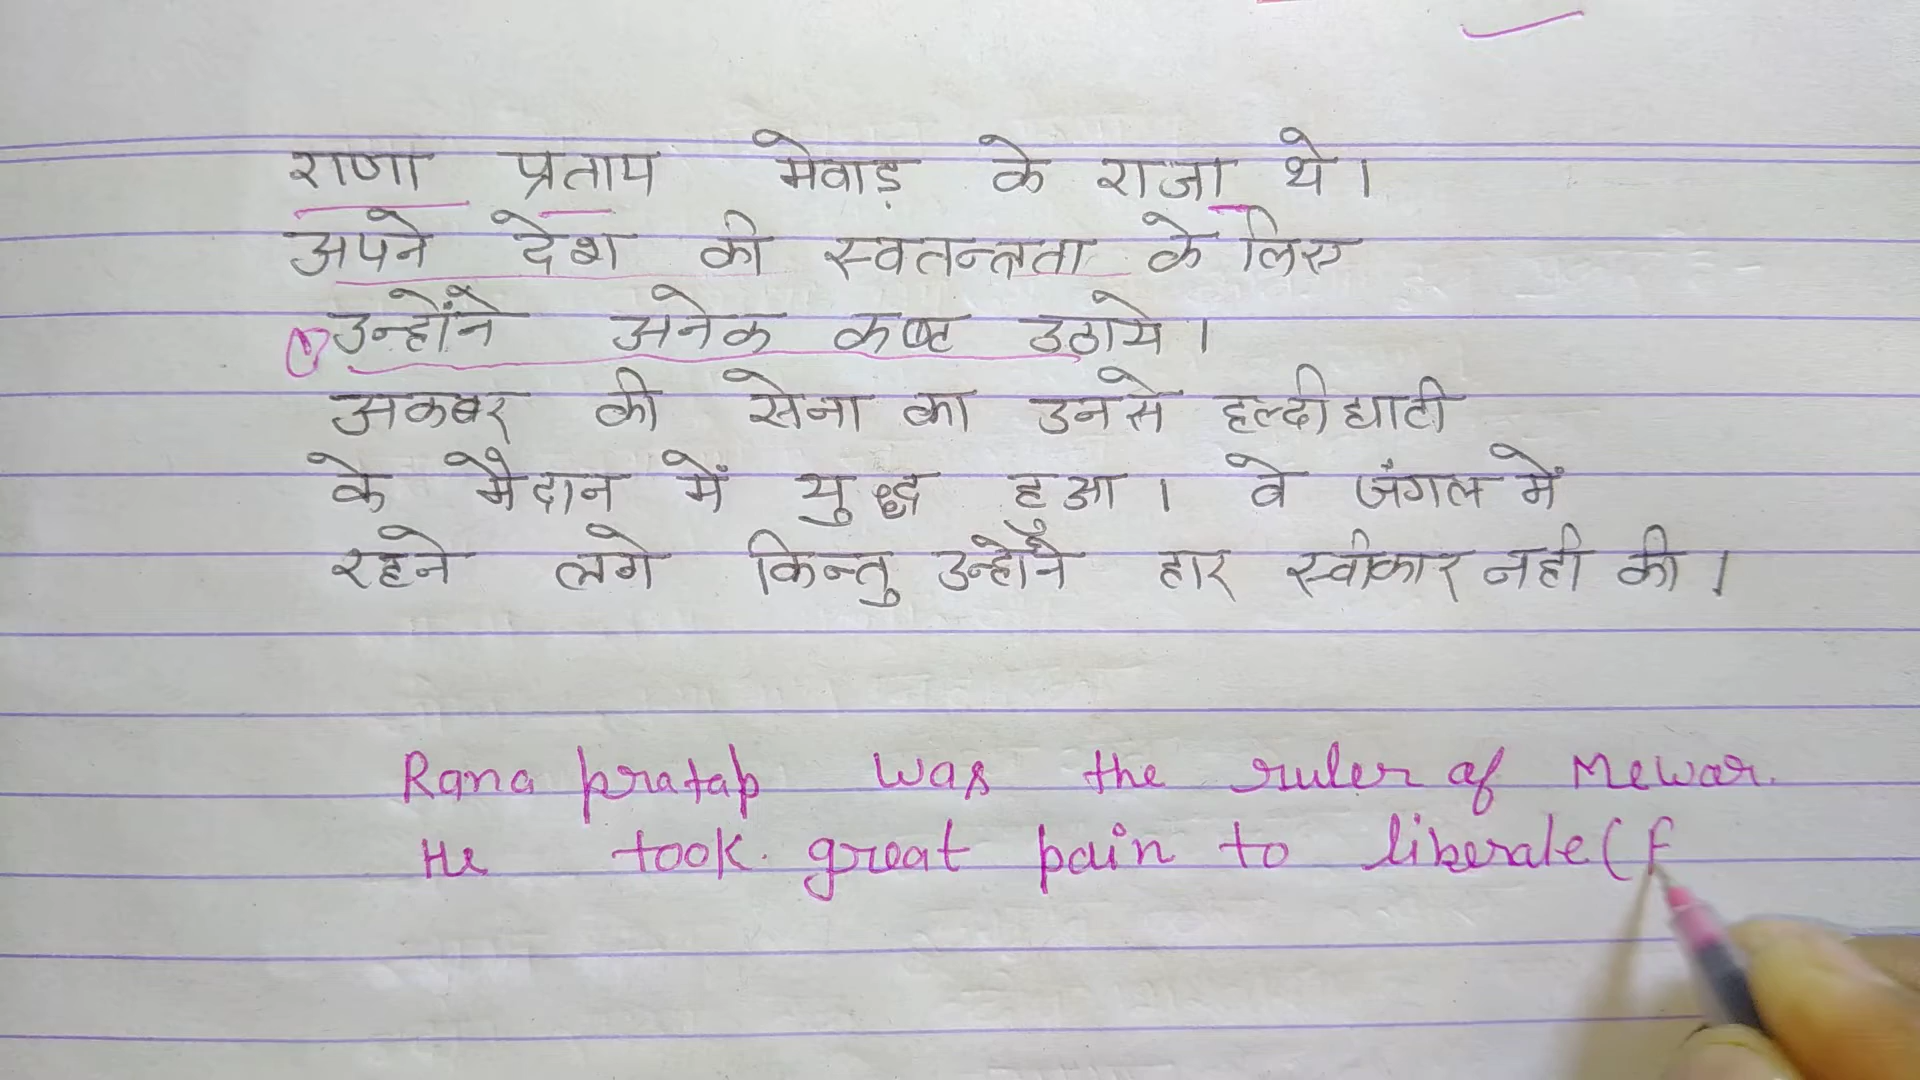 राणा प्रताप मेवाड़ के राजा थे।
अपने देश की स्वतन्त्रता के लिए
उन्होंने अनेक कष्ट उठाये।
अकबर की सेना का उनसे हल्दीघाटी
के मैदान में युद्ध हुआ। वे जंगल में
रहने लगे किन्तु उन्होंने हार स्वीकार नही की।
Rana pratap was the ruler of Mewar.
He took great pain to liberate (f